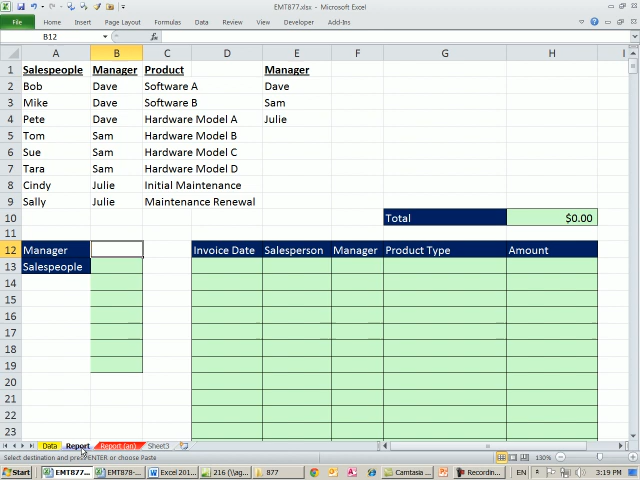 EMT877.xlsx - Microsoft Excel
File Home Insert Page Layout Formulas Data Review View Developer Add-Ins
B12 fx
A B C D E F G H I
1 Salespeople Manager Product Manager
2 Bob Dave Software A Dave
3 Mike Dave Software B Sam
4 Pete Dave Hardware Model A Julie
5 Tom Sam Hardware Model B
6 Sue Sam Hardware Model C
7 Tara Sam Hardware Model D
8 Cindy Julie Initial Maintenance
9 Sally Julie Maintenance Renewal
10 Total $0.00
11
12 Manager Invoice Date Salesperson Manager Product Type Amount
13 Salespeople
14
15
16
17
18
19
20
21
22
23
Data Report Report (an) Sheet3
Select destination and press ENTER or choose Paste 130%
Start EMT877... EMT878-... Excel 201... 216 (\\ag... 877 Camtasia ... Recordin... EN 3:19 PM